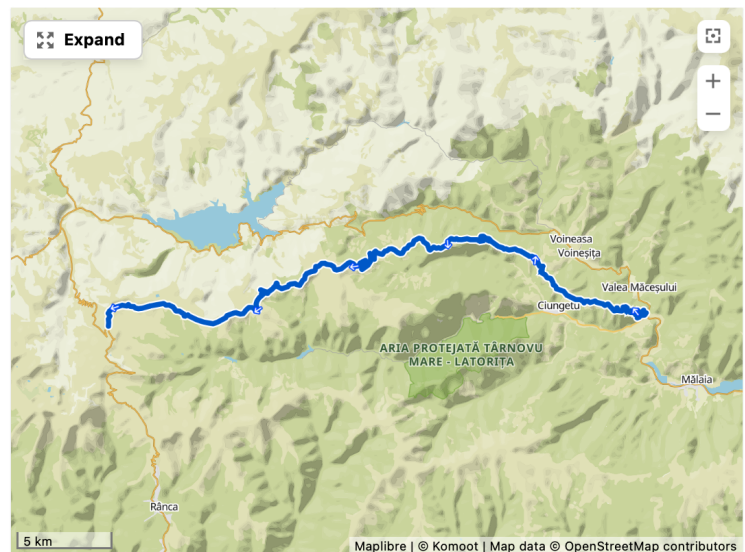 Expand
Voineasa
Voineșița
Valea Măceșului
Ciungetu
ARIA PROTEJATĂ TÂRNOVU
MARE - LATORIȚA
Mălaia
Rânca
5 km
Maplibre | © Komoot | Map data © OpenStreetMap contributors